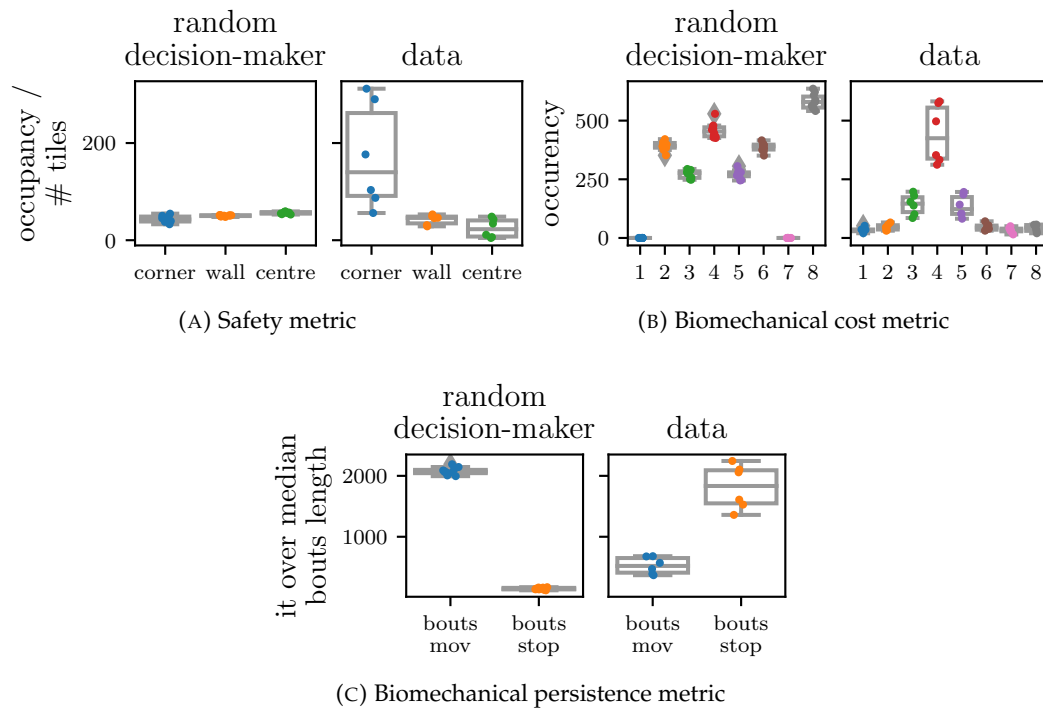 random
decision-maker
data
occupancy /
# tiles
200
0
corner wall centre
corner wall centre
(A) Safety metric
random
decision-maker
data
occurency
500
250
0
1 2 3 4 5 6 7 8
1 2 3 4 5 6 7 8
(B) Biomechanical cost metric
random
decision-maker
data
it over median
bouts length
2000
1000
bouts bouts
mov stop
bouts bouts
mov stop
(C) Biomechanical persistence metric